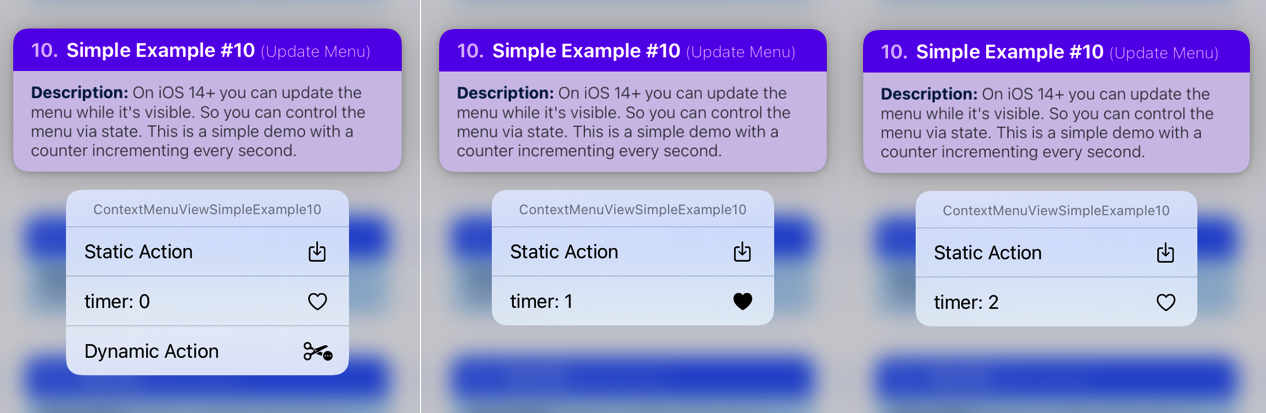 10. Simple Example #10 (Update Menu)
Description: On iOS 14+ you can update the
menu while it's visible. So you can control the
menu via state. This is a simple demo with a
counter incrementing every second.
ContextMenuViewSimpleExample10
Static Action
timer: 0
Dynamic Action
10. Simple Example #10 (Update Menu)
Description: On iOS 14+ you can update the
menu while it's visible. So you can control the
menu via state. This is a simple demo with a
counter incrementing every second.
ContextMenuViewSimpleExample10
Static Action
timer: 1
10. Simple Example #10 (Update Menu)
Description: On iOS 14+ you can update the
menu while it's visible. So you can control the
menu via state. This is a simple demo with a
counter incrementing every second.
ContextMenuViewSimpleExample10
Static Action
timer: 2